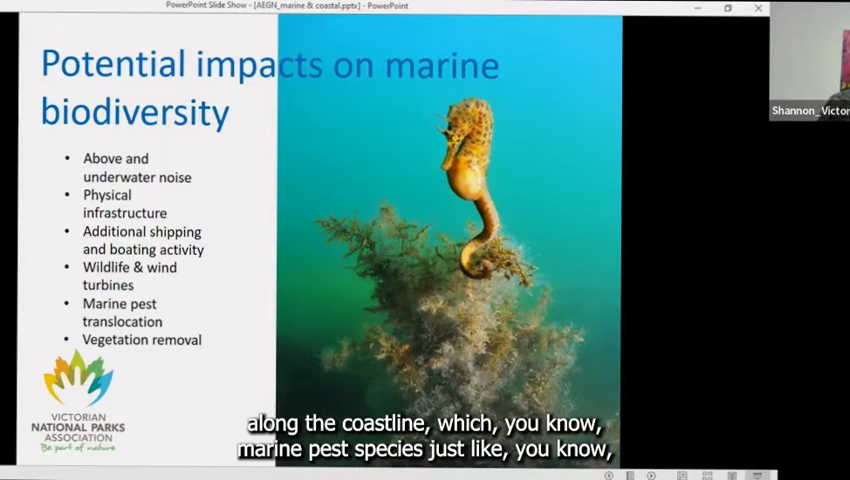 PowerPoint Slide Show - [AEGN_marine & coastal.pptx] - PowerPoint
Potential impacts on marine
biodiversity
• Above and
underwater noise
• Physical
infrastructure
• Additional shipping
and boating activity
• Wildlife & wind
turbines
• Marine pest
translocation
• Vegetation removal
VICTORIAN
NATIONAL PARKS
ASSOCIATION
Be part of nature
Shannon_ Victor
along the coastline, which, you know,
marine pest species just like, you know,